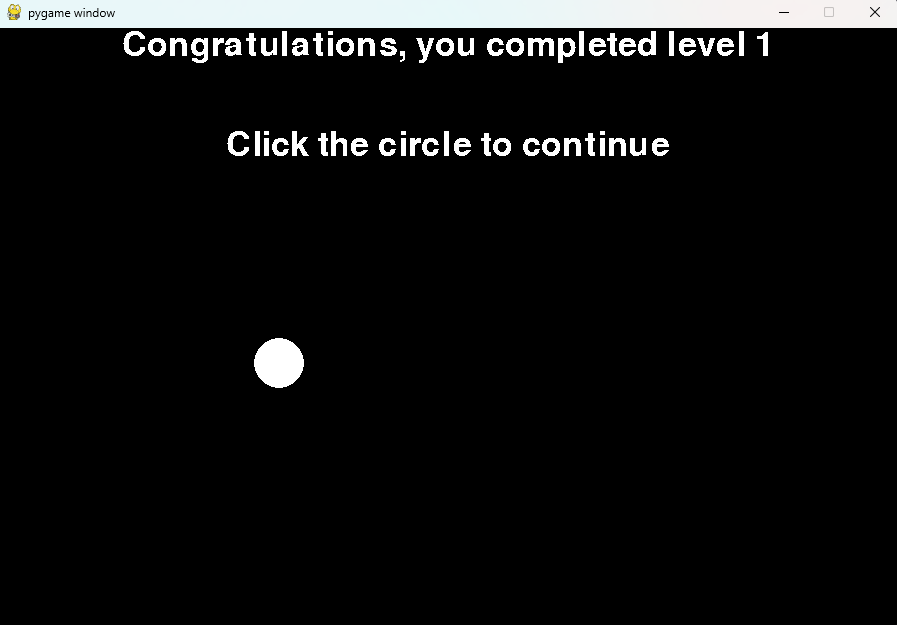 pygame window
Congratulations, you completed level 1
Click the circle to continue